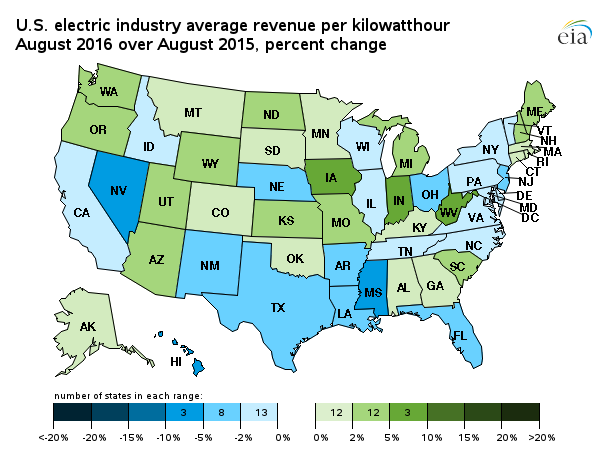 U.S. electric industry average revenue per kilowatthour
August 2016 over August 2015, percent change
eia
WA
MT
ND
MN
ME
OR
ID
SD
WI
MI
NY
VT
NH
MA
RI
CT
NJ
WY
IA
NE
PA
NV
UT
CO
IL
IN
OH
DE
MD
DC
CA
KS
MO
KY
WV
VA
AZ
NM
OK
AR
TN
NC
SC
TX
LA
MS
AL
GA
FL
AK
HI
number of states in each range:
3 8 13 12 12 3
<-20% -20% -15% -10% -5% -2% 0% 0% 2% 5% 10% 15% 20% >20%